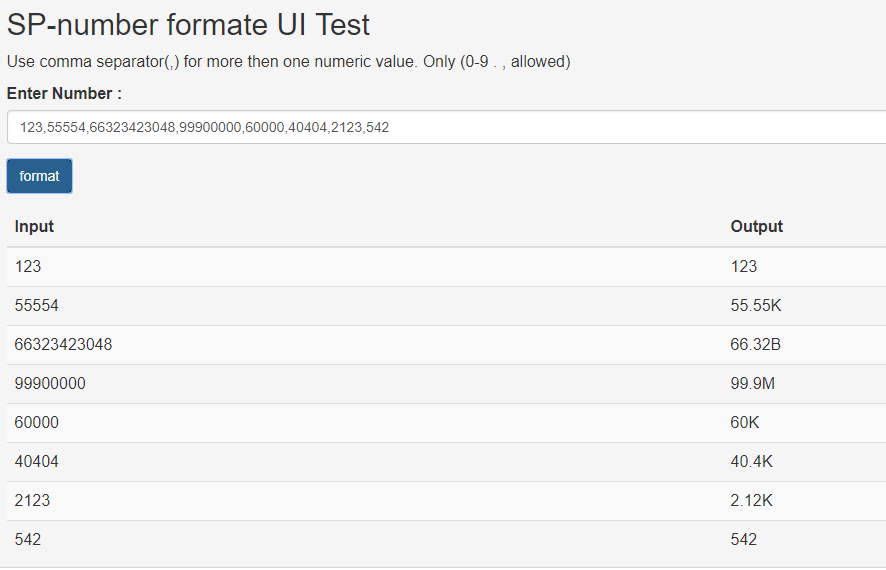 SP-number formate UI Test
Use comma separator(,) for more then one numeric value. Only (0-9 . , allowed)
Enter Number :
123,55554,66323423048,99900000,60000,40404,2123,542
format
Input Output
123 123
55554 55.55K
66323423048 66.32B
99900000 99.9M
60000 60K
40404 40.4K
2123 2.12K
542 542